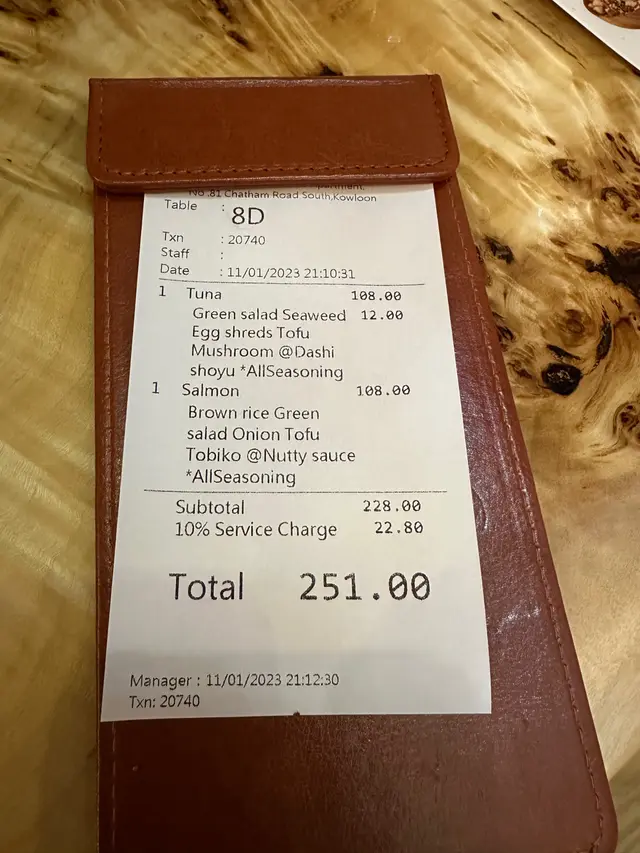 No.81 Chatham Road South,Kowloon
Table : 8D
Txn : 20740
Staff :
Date : 11/01/2023 21:10:31
1 Tuna 108.00
Green salad Seaweed 12.00
Egg shreds Tofu
Mushroom @Dashi
shoyu *AllSeasoning
1 Salmon 108.00
Brown rice Green
salad Onion Tofu
Tobiko @Nutty sauce
*AllSeasoning
Subtotal 228.00
10% Service Charge 22.80
Total 251.00
Manager : 11/01/2023 21:12:30
Txn: 20740